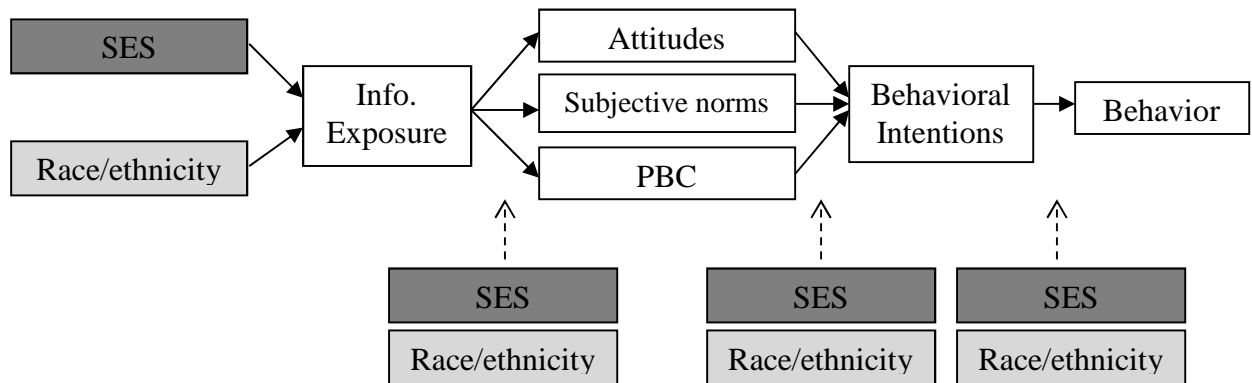 SES
Race/ethnicity
Info.
Exposure
Attitudes
Subjective norms
PBC
Behavioral
Intentions
Behavior
SES
Race/ethnicity
SES
Race/ethnicity
SES
Race/ethnicity